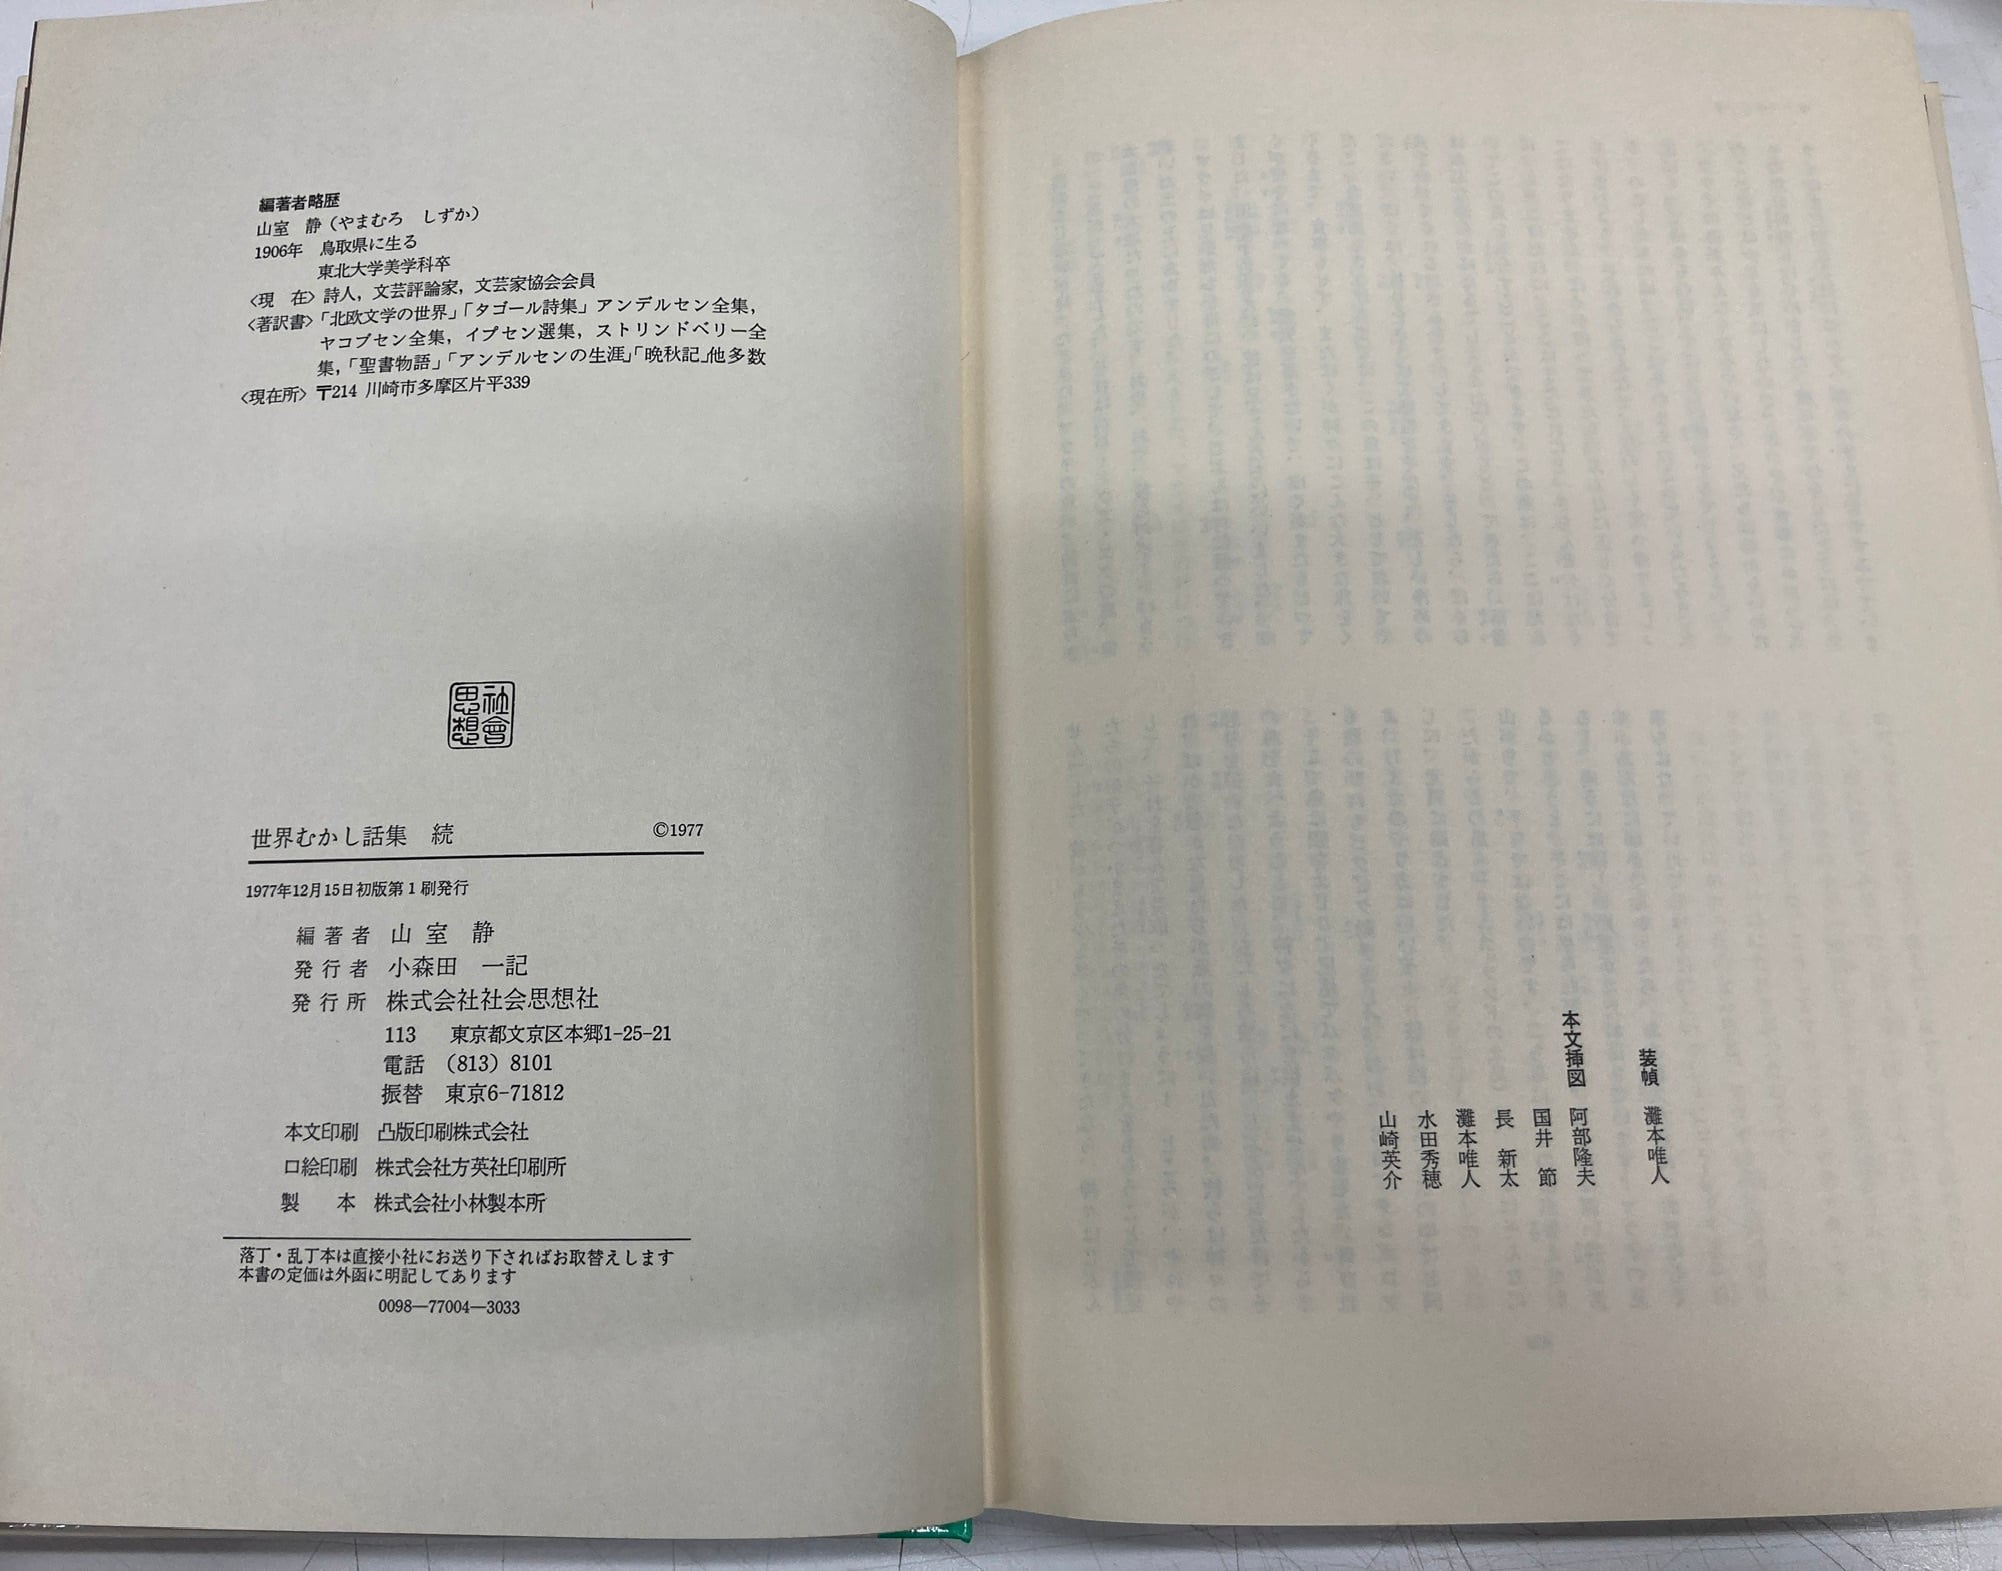 装幀　灘本唯人
本文挿図　阿部隆夫
国井　節
長　新太
灘本唯人
水田秀穂
山崎英介
編著者略歴
山室　静（やまむろ　しずか）
1906年　鳥取県に生る
東北大学美学科卒
〈現　在〉詩人，文芸評論家，文芸家協会会員
〈著訳書〉「北欧文学の世界」「タゴール詩集」アンデルセン全集，
ヤコブセン全集，イプセン選集，ストリンドベリー全
集，「聖書物語」「アンデルセンの生涯」「晩秋記」他多数
〈現在所〉〒214 川崎市多摩区片平339
社會思想
世界むかし話集　続　©1977
1977年12月15日初版第1刷発行
編著者　山室　静
発行者　小森田　一記
発行所　株式会社社会思想社
113　東京都文京区本郷1-25-21
電話　(813) 8101
振替　東京6-71812
本文印刷　凸版印刷株式会社
口絵印刷　株式会社方英社印刷所
製　本　株式会社小林製本所
落丁・乱丁本は直接小社にお送り下さればお取替えします
本書の定価は外函に明記してあります
0098—77004—3033